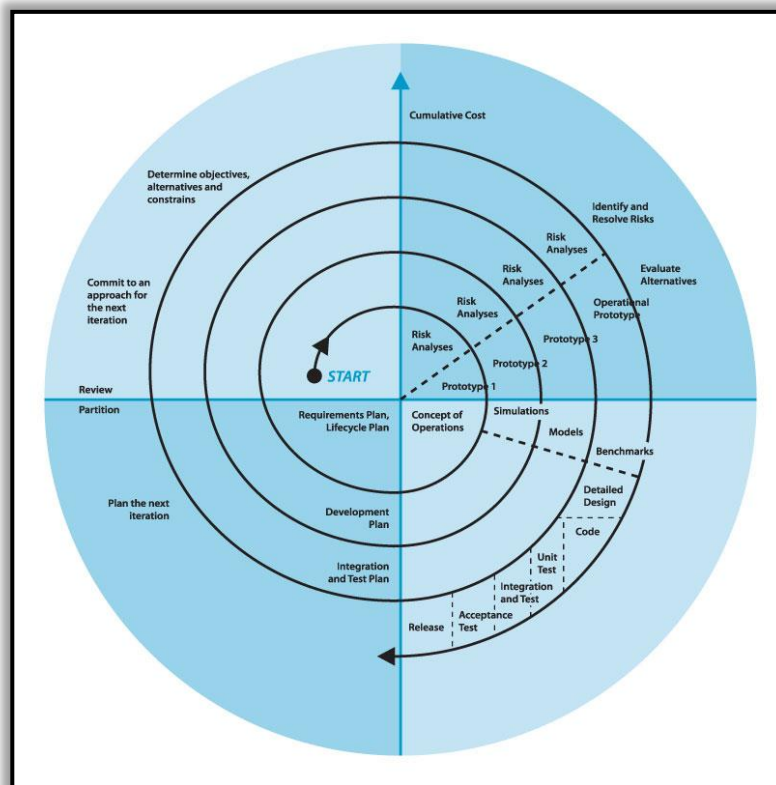 Cumulative Cost
Determine objectives,
alternatives and
constrains
Identify and
Resolve Risks
Risk
Analyses
Evaluate
Alternatives
Commit to an
approach for
the next
iteration
Risk
Analyses
Operational
Prototype
Risk
Analyses
Prototype 3
Risk
Analyses
Prototype 2
START
Prototype 1
Review
Partition
Requirements Plan,
Lifecycle Plan
Concept of
Operations
Simulations
Models
Benchmarks
Plan the next
iteration
Development
Plan
Detailed
Design
Code
Integration
and Test Plan
Unit
Test
Integration
and Test
Acceptance
Test
Release